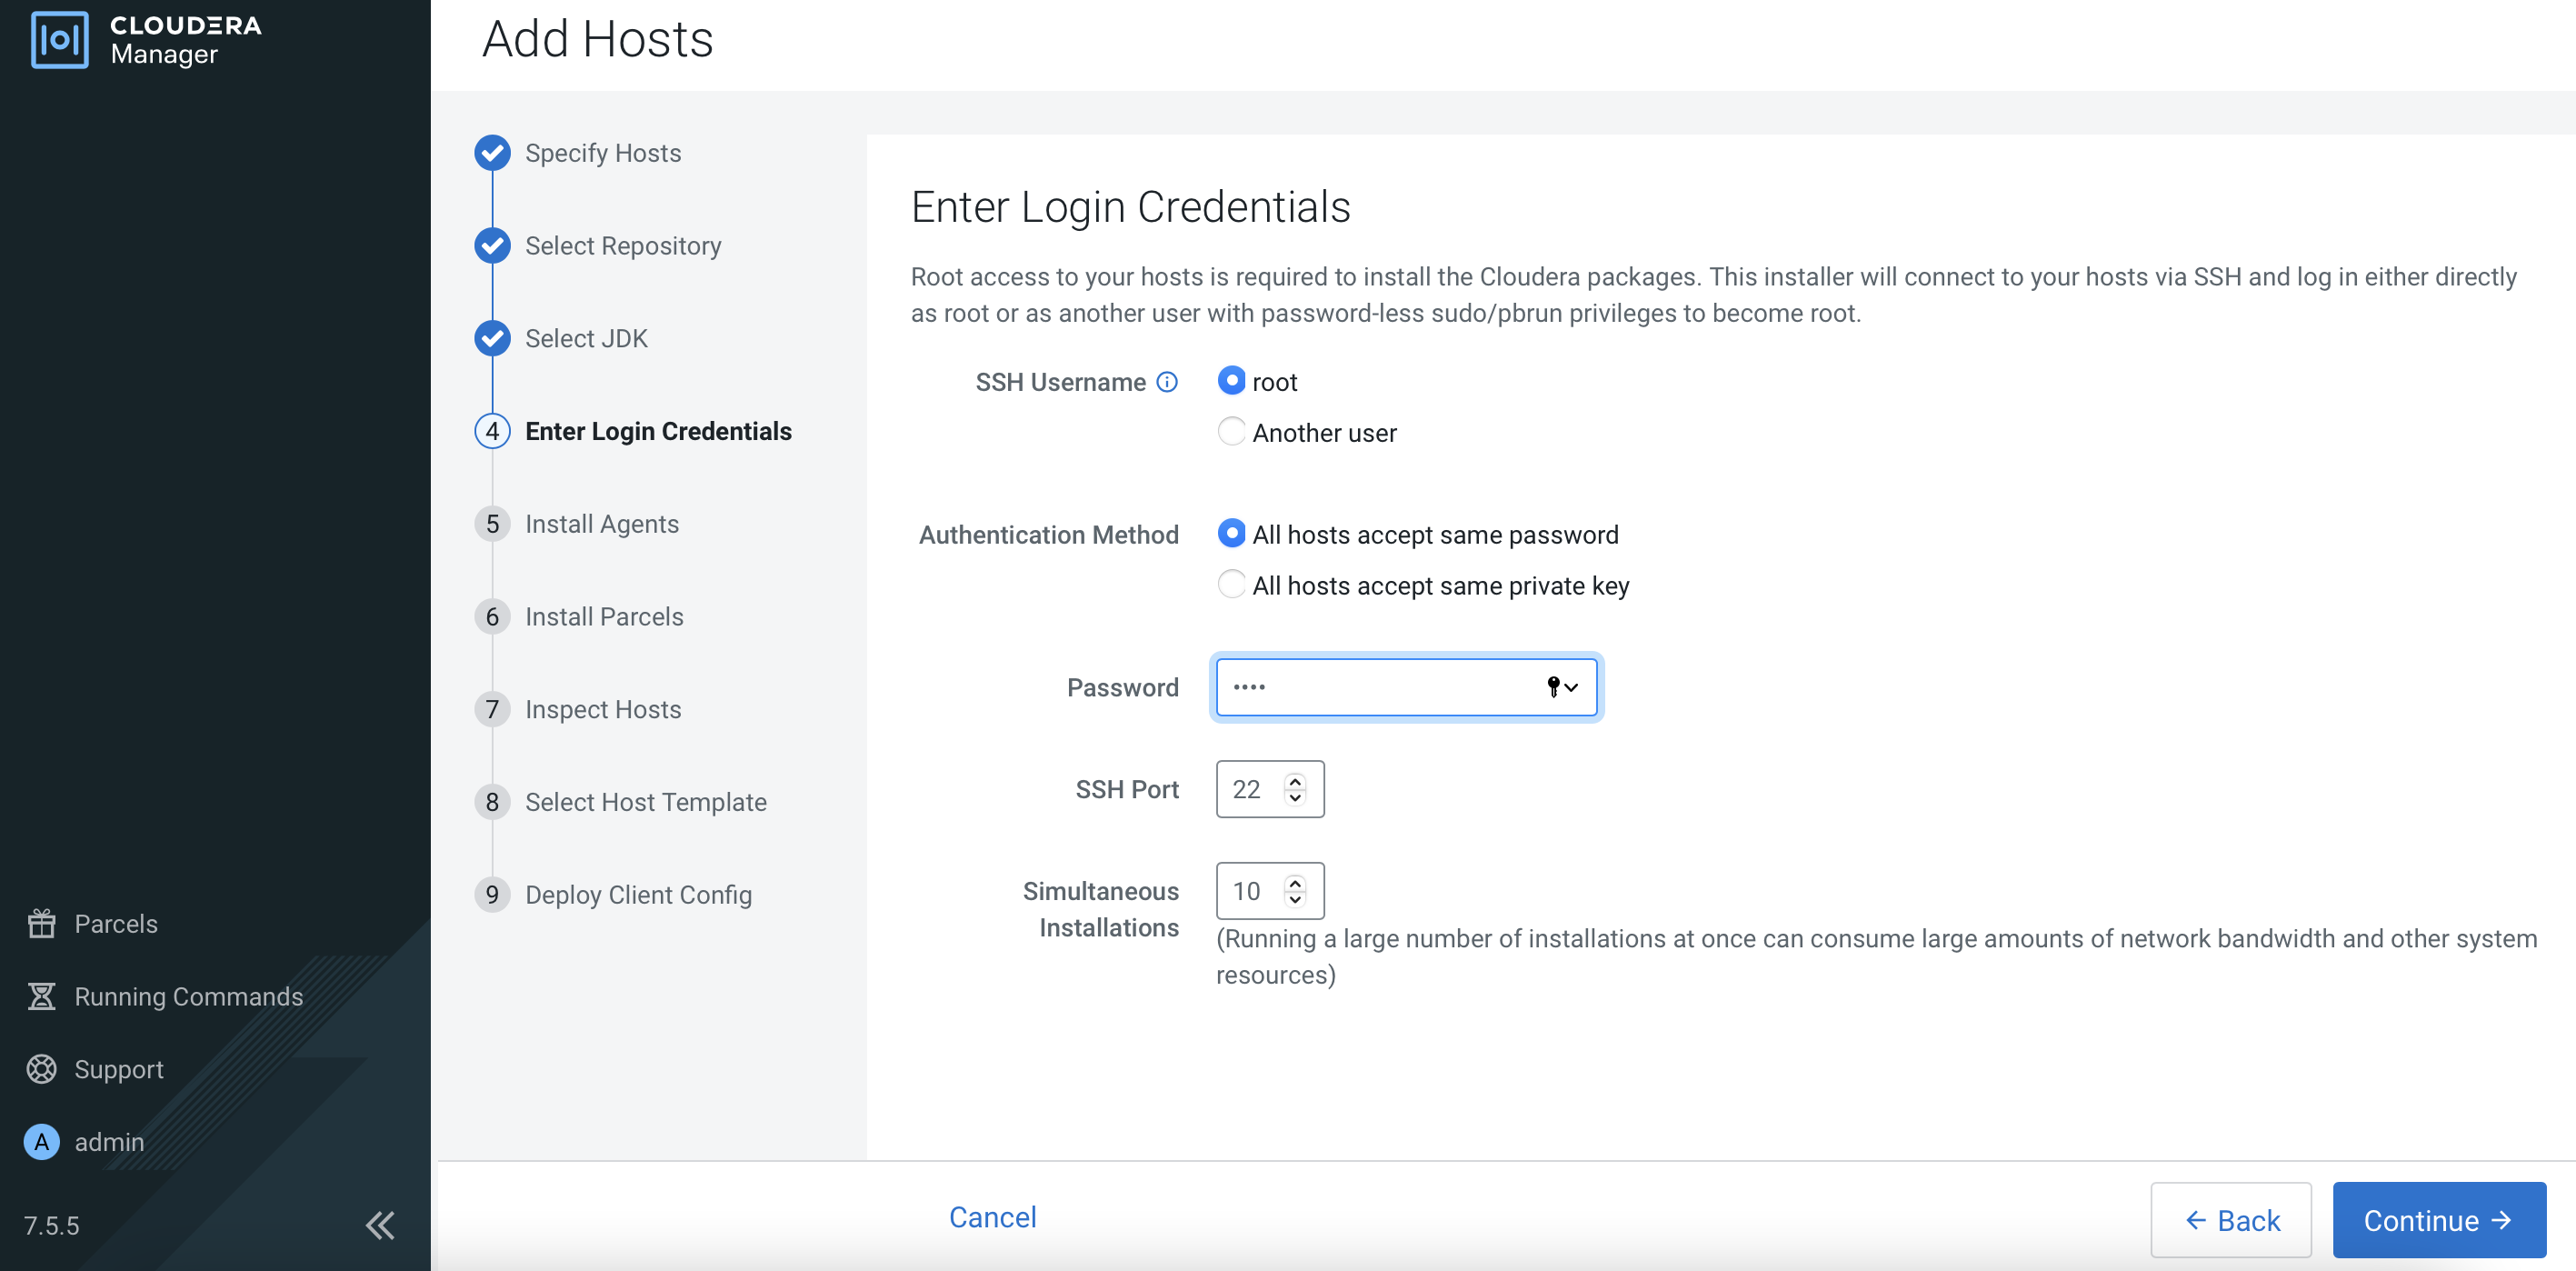 CLOUDERA
Manager
Add Hosts
Specify Hosts
Select Repository
Select JDK
4 Enter Login Credentials
5 Install Agents
6 Install Parcels
7 Inspect Hosts
8 Select Host Template
9 Deploy Client Config
Enter Login Credentials
Root access to your hosts is required to install the Cloudera packages. This installer will connect to your hosts via SSH and log in either directly
as root or as another user with password-less sudo/pbrun privileges to become root.
SSH Username
root
Another user
Authentication Method
All hosts accept same password
All hosts accept same private key
Password
••••
SSH Port
22
Simultaneous
Installations
10
(Running a large number of installations at once can consume large amounts of network bandwidth and other system
resources)
Parcels
Running Commands
Support
A admin
7.5.5
Cancel
← Back
Continue →